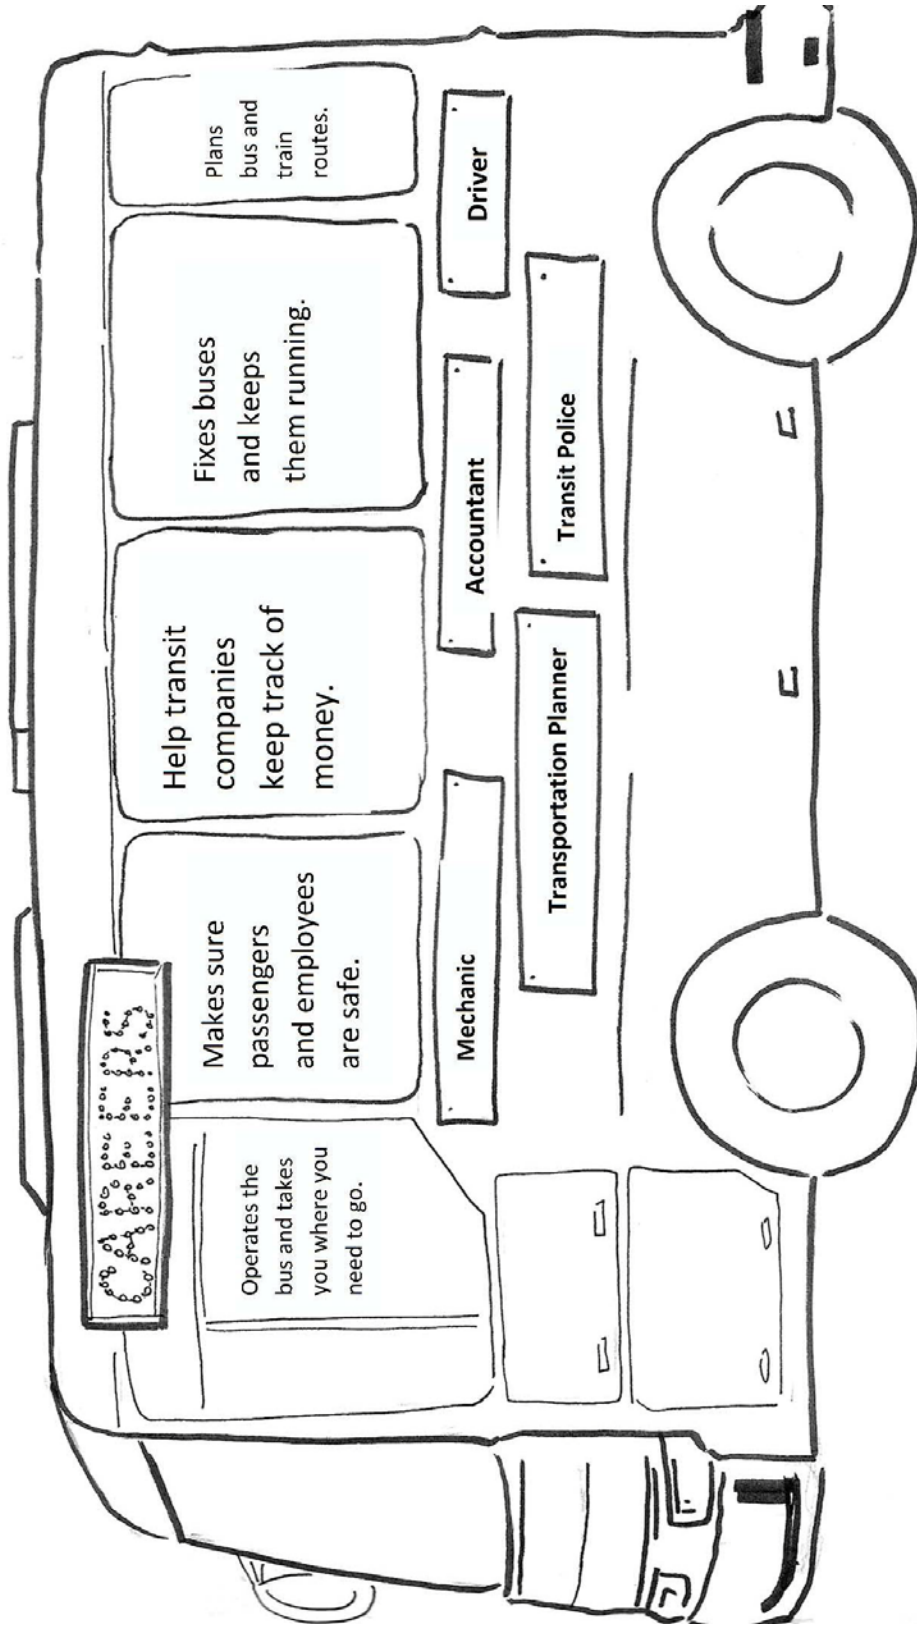 CAREERS
Operates the
bus and takes
you where you
need to go.
Makes sure
passengers
and employees
are safe.
Help transit
companies
keep track of
money.
Fixes buses
and keeps
them running.
Plans
bus and
train
routes.
Mechanic
Accountant
Driver
Transportation Planner
Transit Police